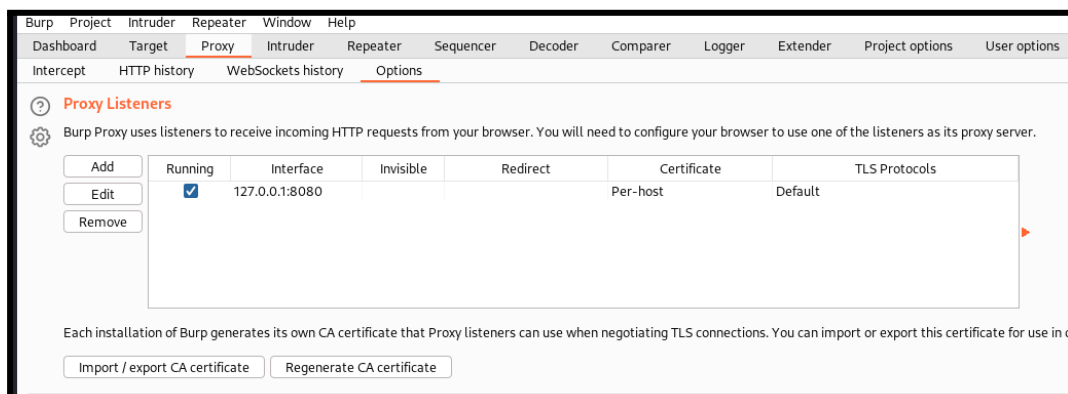 Burp Project Intruder Repeater Window Help
Dashboard Target Proxy Intruder Repeater Sequencer Decoder Comparer Logger Extender Project options User options
Intercept HTTP history WebSockets history Options
? Proxy Listeners
Burp Proxy uses listeners to receive incoming HTTP requests from your browser. You will need to configure your browser to use one of the listeners as its proxy server.
Add Running Interface Invisible Redirect Certificate TLS Protocols
Edit 127.0.0.1:8080 Per-host Default
Remove
Each installation of Burp generates its own CA certificate that Proxy listeners can use when negotiating TLS connections. You can import or export this certificate for use in
Import / export CA certificate Regenerate CA certificate